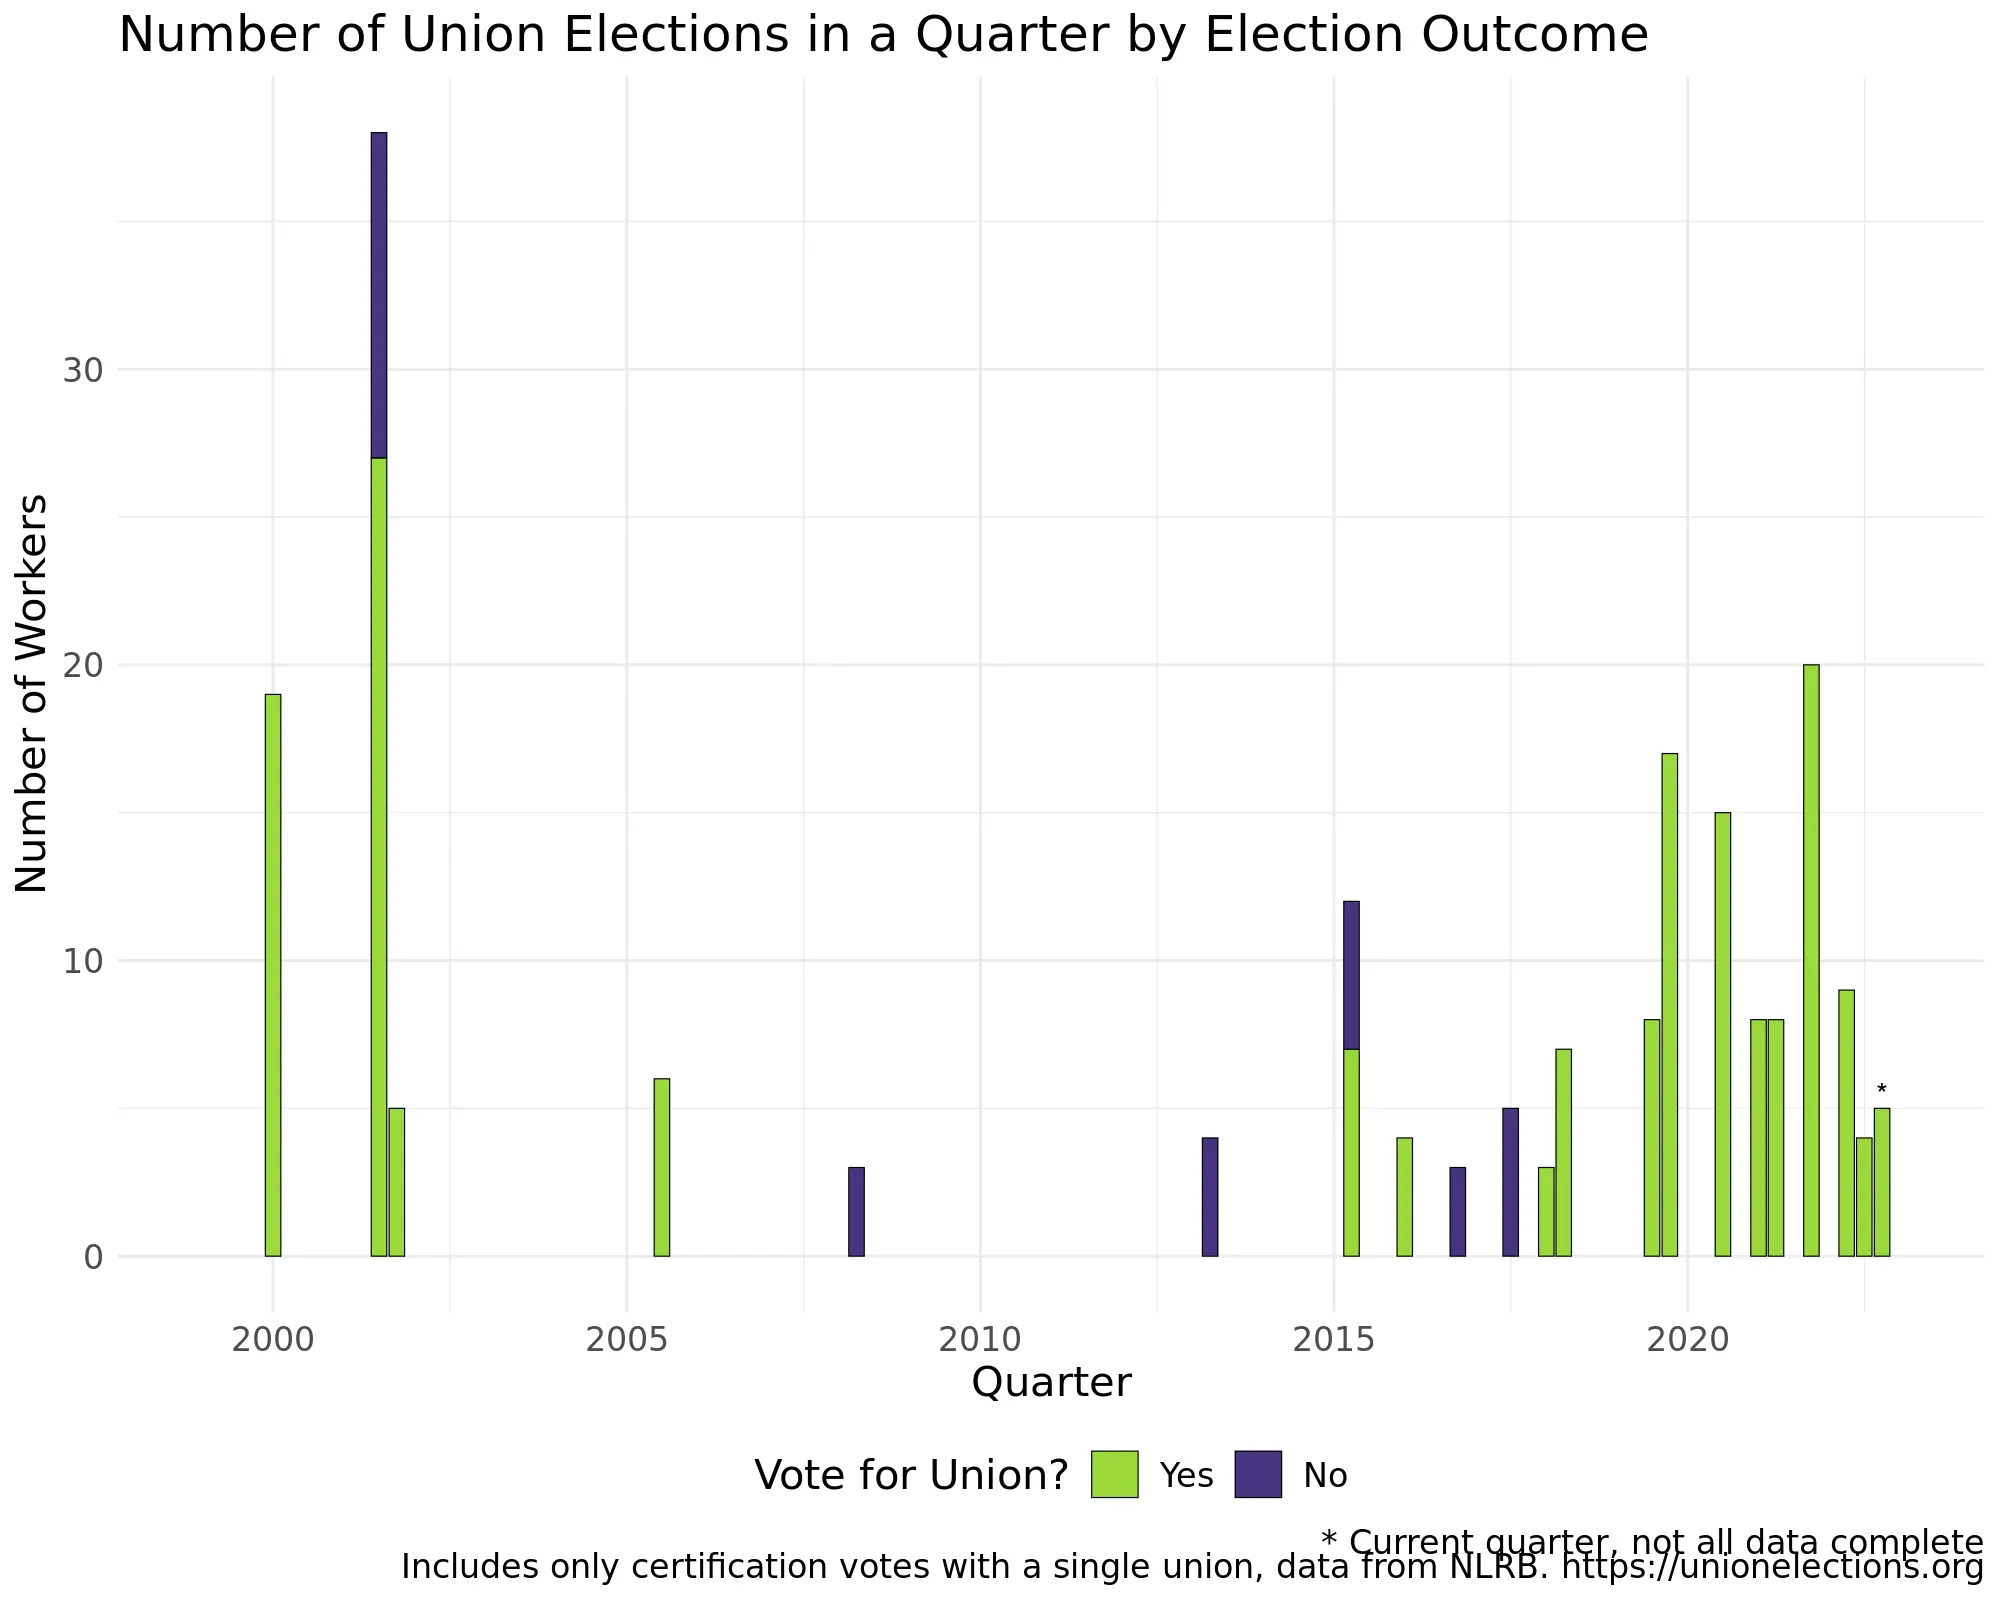 Number of Union Elections in a Quarter by Election Outcome
Number of Workers
30
20
10
0
*
2000 2005 2010 2015 2020
Quarter
Vote for Union? Yes No
* Current quarter, not all data complete
Includes only certification votes with a single union, data from NLRB. https://unionelections.org